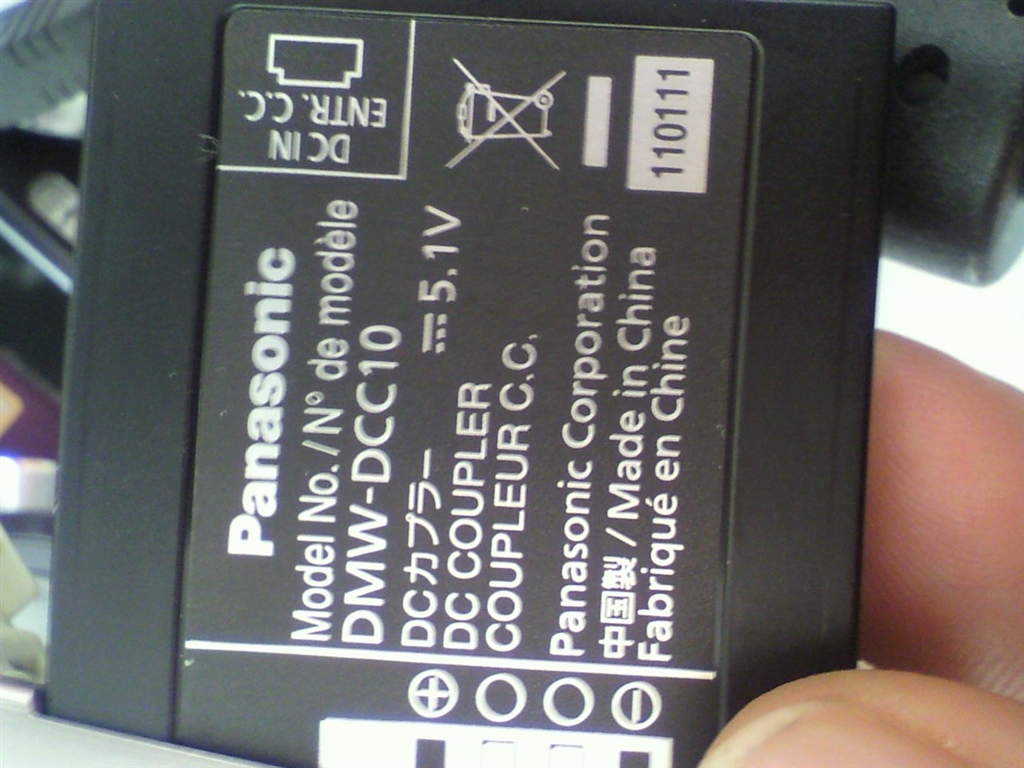 Panasonic
Model No. / N° de modèle
DMW-DCC10
DCカプラー ⎓5.1V
DC COUPLER
COUPLEUR C.C.
Panasonic Corporation
中国製 / Made in China
Fabriqué en Chine
DC IN
ENTR. C.C.
110111